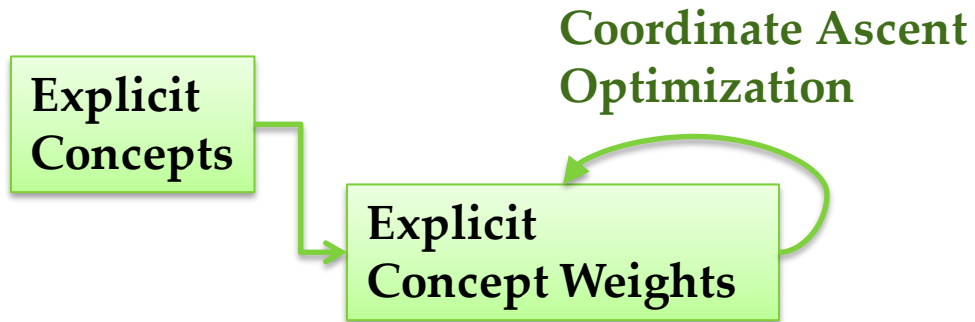 Coordinate Ascent
Optimization
Explicit
Concepts
Explicit
Concept Weights